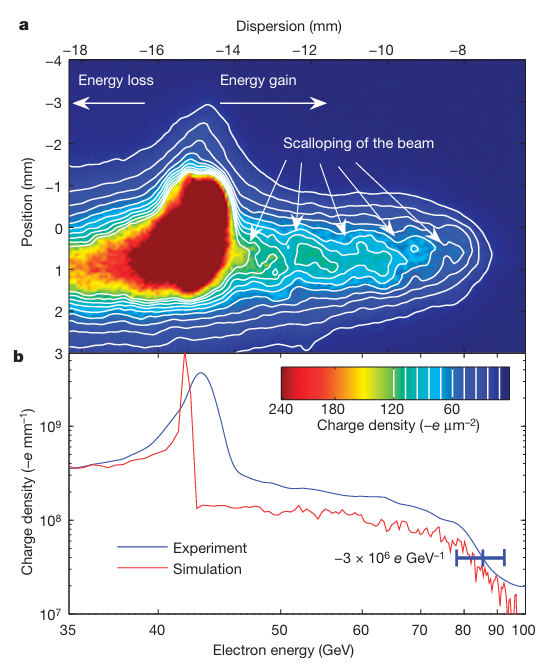 a
Dispersion (mm)
−18 −16 −14 −12 −10 −8
−4
−3
−2
−1
0
1
2
3
Position (mm)
Energy loss
Energy gain
Scalloping of the beam
b
240 180 120 60
Charge density (−e μm⁻²)
10⁹
10⁸
10⁷
Charge density (−e mm⁻¹)
Experiment
Simulation
−3 × 10⁶ e GeV⁻¹
35 40 50 60 70 80 90 100
Electron energy (GeV)